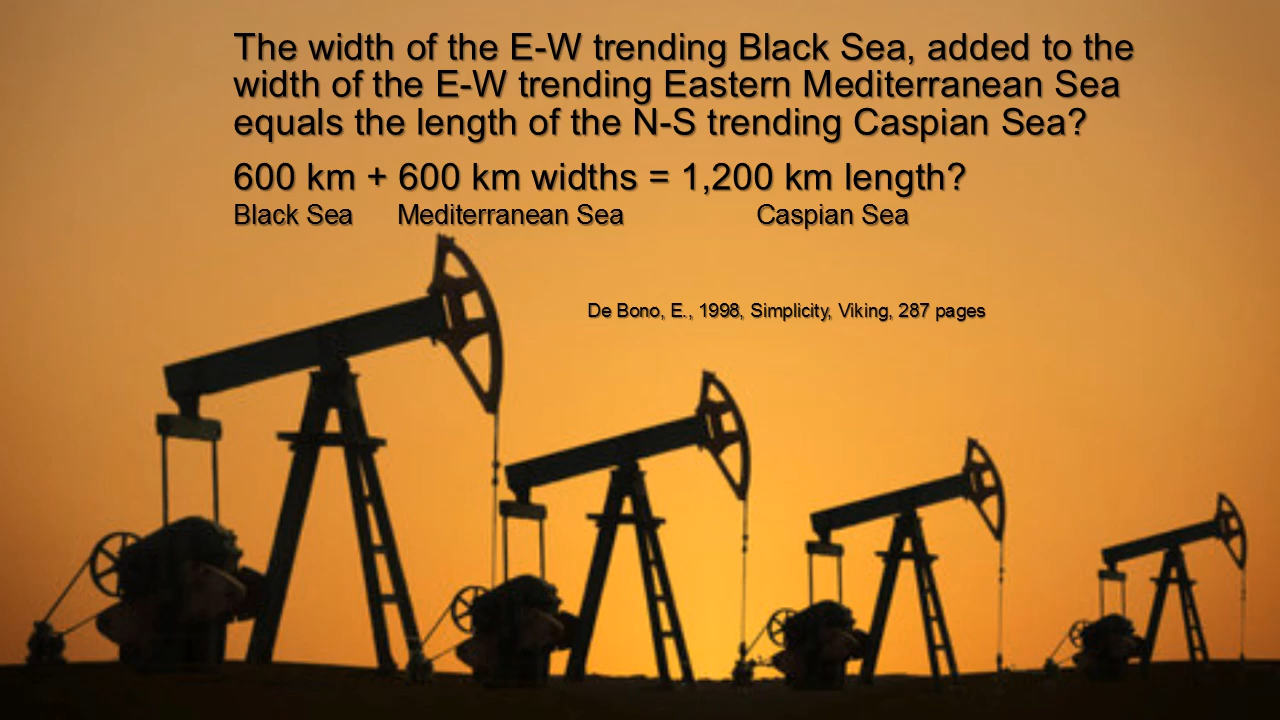 The width of the E-W trending Black Sea, added to the
width of the E-W trending Eastern Mediterranean Sea
equals the length of the N-S trending Caspian Sea?
600 km + 600 km widths = 1,200 km length?
Black Sea Mediterranean Sea Caspian Sea
De Bono, E., 1998, Simplicity, Viking, 287 pages